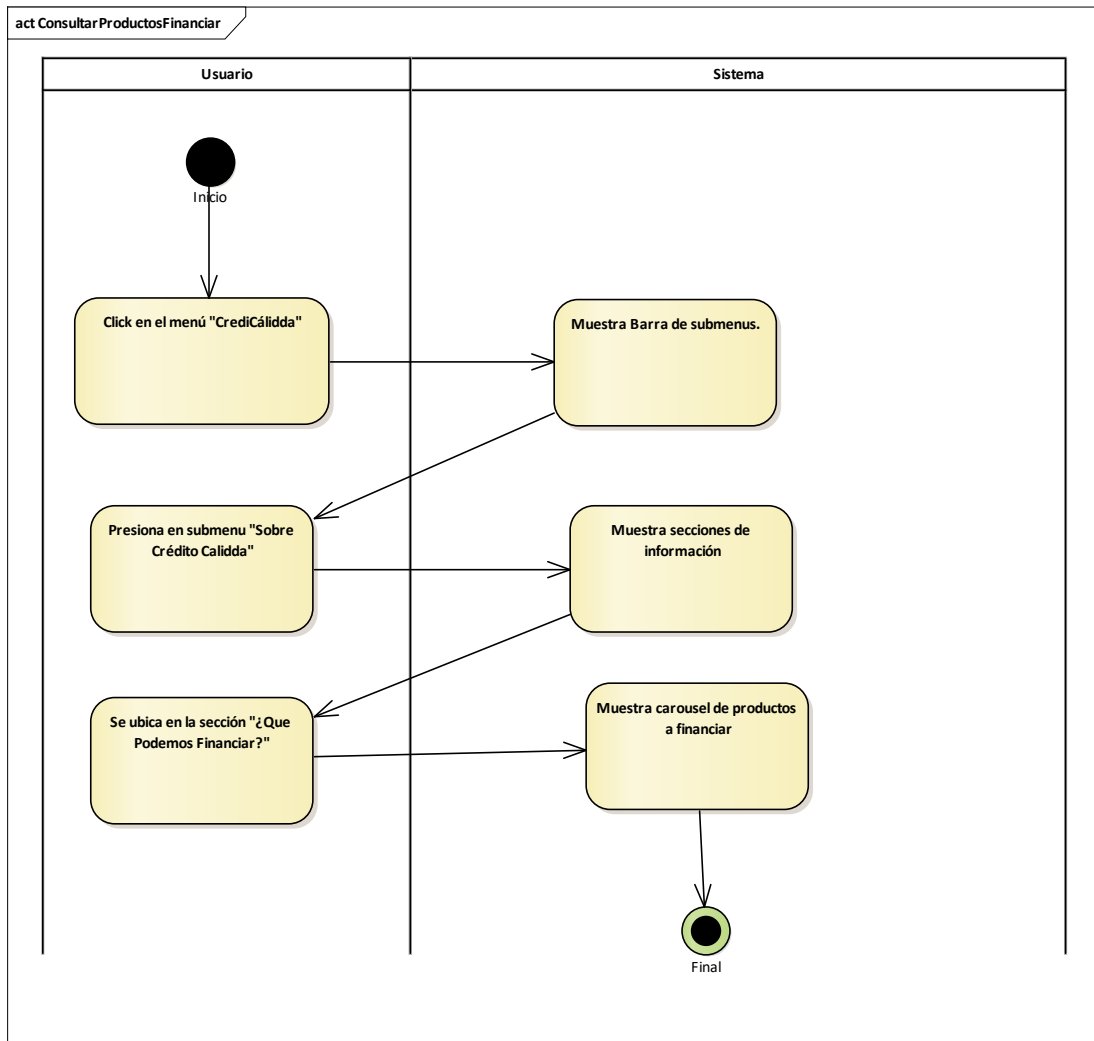 act ConsultarProductosFinanciar
Usuario
Sistema
Inicio
Click en el menú "CrediCálidda"
Muestra Barra de submenus.
Presiona en submenu "Sobre
Crédito Calidda"
Muestra secciones de
información
Se ubica en la sección "¿Que
Podemos Financiar?"
Muestra carousel de productos
a financiar
Final